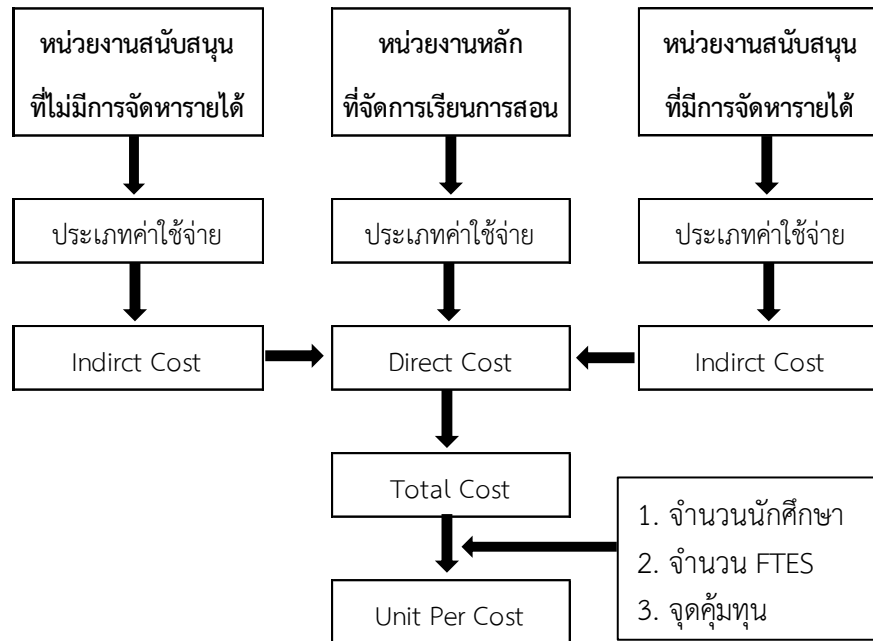 หน่วยงานสนับสนุน
ที่ไม่มีการจัดหารายได้
หน่วยงานหลัก
ที่จัดการเรียนการสอน
หน่วยงานสนับสนุน
ที่มีการจัดหารายได้
ประเภทค่าใช้จ่าย
ประเภทค่าใช้จ่าย
ประเภทค่าใช้จ่าย
Indirct Cost
Direct Cost
Indirct Cost
Total Cost
1. จำนวนนักศึกษา
2. จำนวน FTES
3. จุดคุ้มทุน
Unit Per Cost